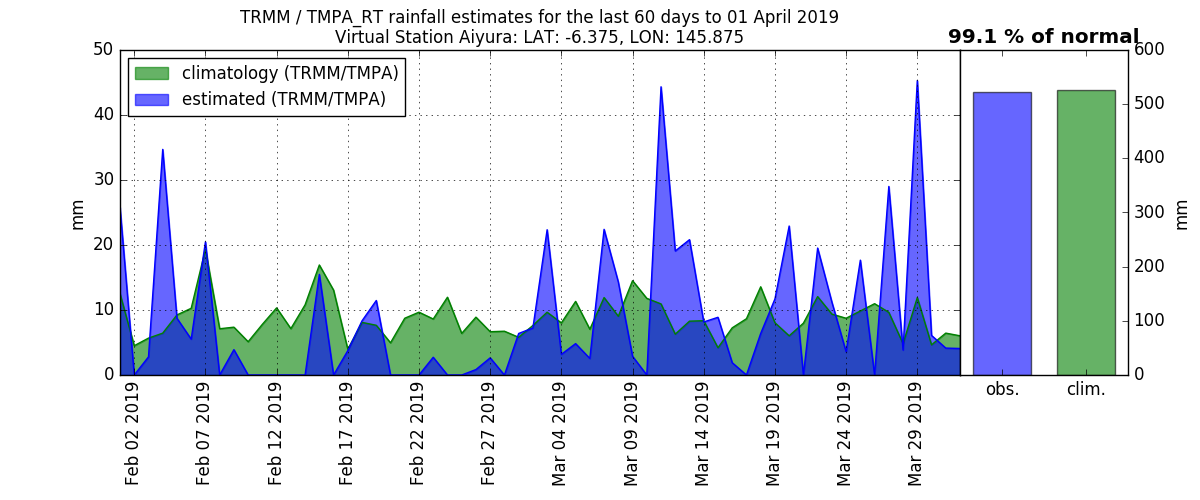 TRMM / TMPA_RT rainfall estimates for the last 60 days to 01 April 2019
Virtual Station Aiyura: LAT: -6.375, LON: 145.875
99.1 % of normal
climatology (TRMM/TMPA)
estimated (TRMM/TMPA)
50
40
30
20
10
0
mm
Feb 02 2019
Feb 07 2019
Feb 12 2019
Feb 17 2019
Feb 22 2019
Feb 27 2019
Mar 04 2019
Mar 09 2019
Mar 14 2019
Mar 19 2019
Mar 24 2019
Mar 29 2019
obs.
clim.
600
500
400
300
200
100
0
mm